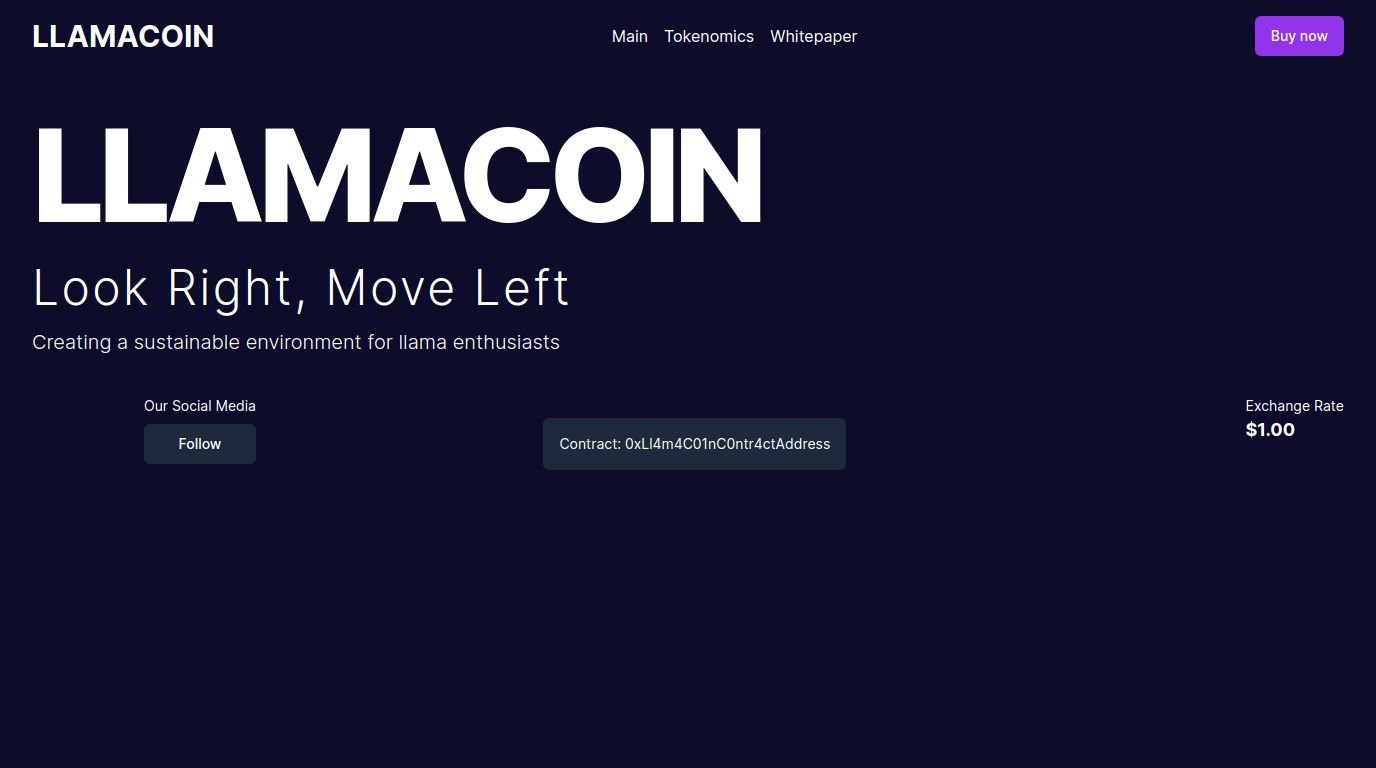 LLAMACOIN
Main Tokenomics Whitepaper
Buy now
LLAMACOIN
Look Right, Move Left
Creating a sustainable environment for llama enthusiasts
Our Social Media
Follow
Contract: 0xLl4m4C01nC0ntr4ctAddress
Exchange Rate
$1.00